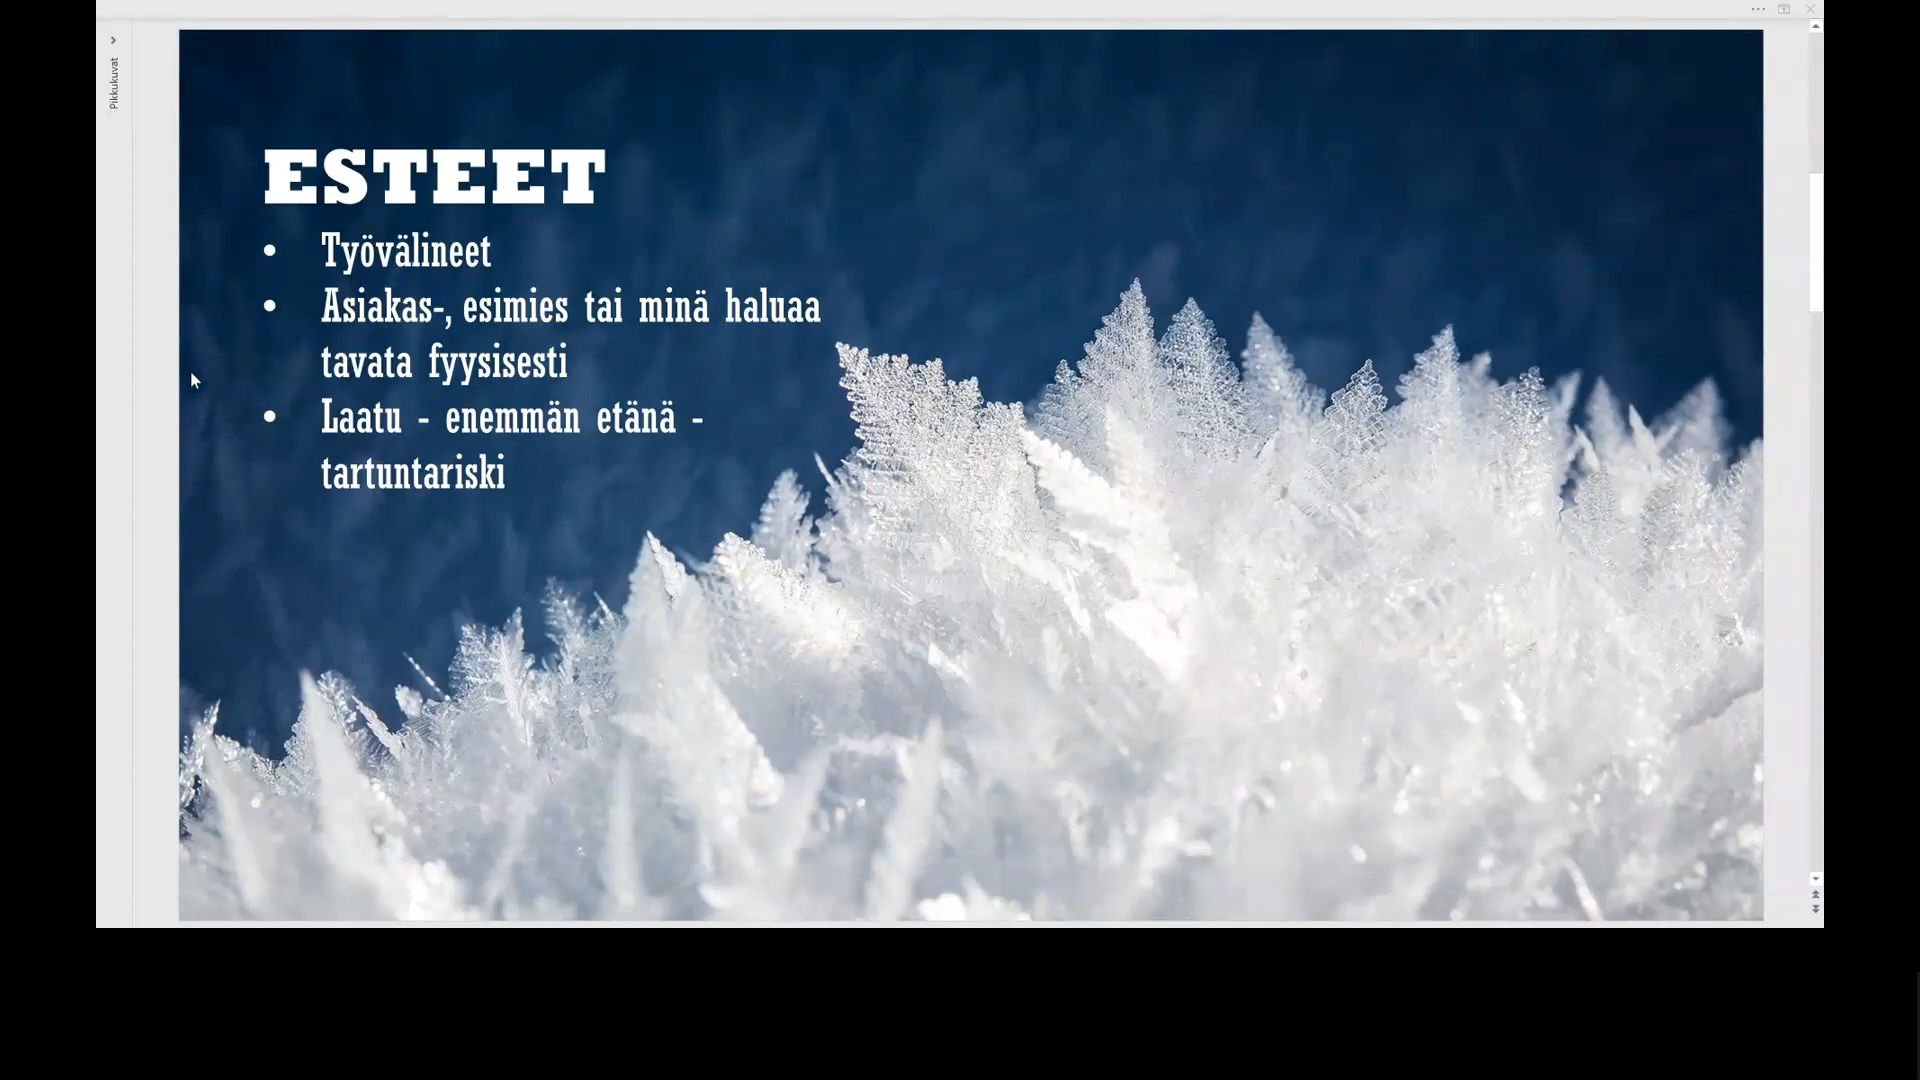 Pikkukuvat
ESTEET
• Työvälineet
• Asiakas-, esimies tai minä haluaa
tavata fyysisesti
• Laatu - enemmän etänä -
tartuntariski